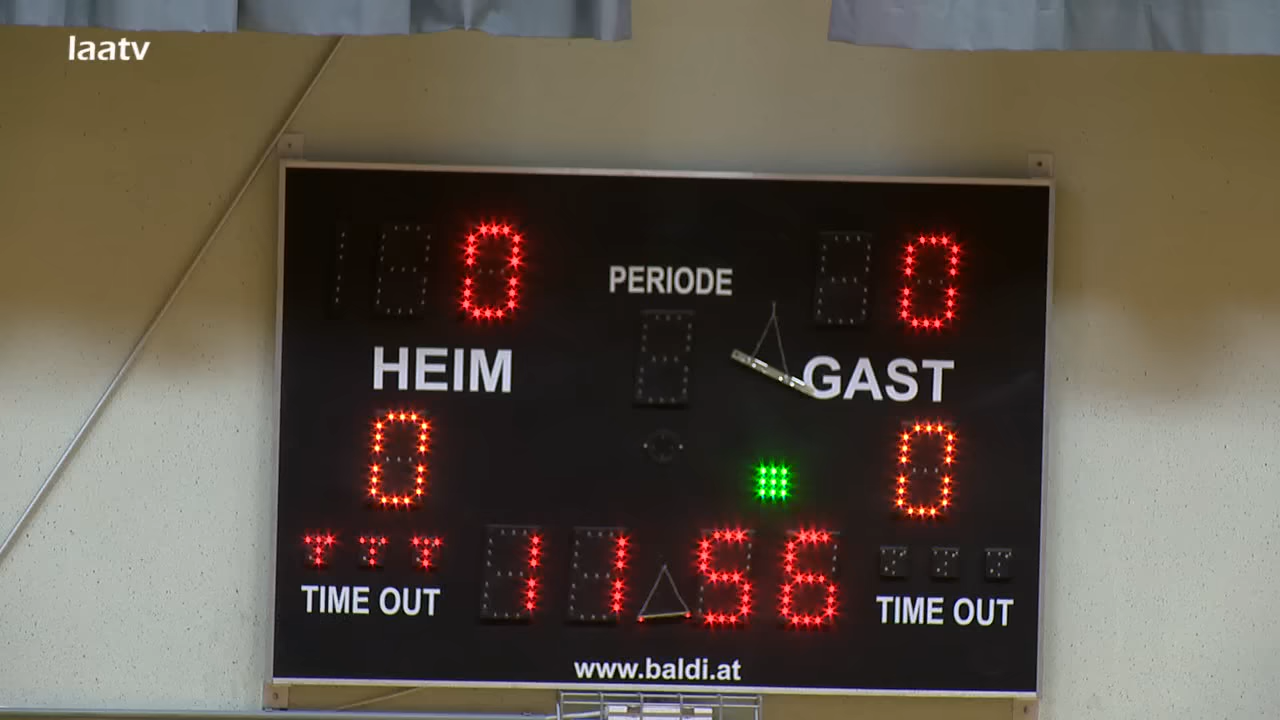 laatv
0 0
PERIODE
HEIM GAST
0 0
T T T 11 56
TIME OUT TIME OUT
www.baldi.at